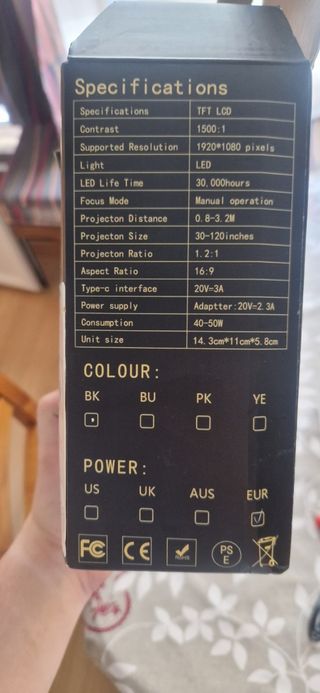 Specifications
Specifications TFT LCD
Contrast 1500:1
Supported Resolution 1920*1080 pixels
Light LED
LED Life Time 30,000hours
Focus Mode Manual operation
Projecton Distance 0.8-3.2M
Projecton Size 30-120inches
Projecton Ratio 1.2:1
Aspect Ratio 16:9
Type-c interface 20V=3A
Power supply Adaptter:20V=2.3A
Consumption 40-50W
Unit size 14.3cm*11cm*5.8cm
COLOUR:
BK BU PK YE
POWER:
US UK AUS EUR
FC CE RoHS PS E